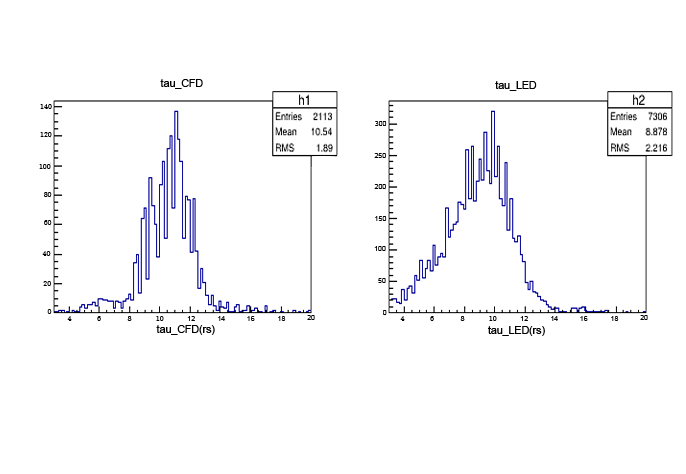 tau_CFD
h1
Entries 2113
Mean 10.54
RMS 1.89
140
120
100
80
60
40
20
0
4 6 8 10 12 14 16 18 20
tau_CFD(rs)
tau_LED
h2
Entries 7306
Mean 8.878
RMS 2.216
300
250
200
150
100
50
0
4 6 8 10 12 14 16 18 20
tau_LED(rs)